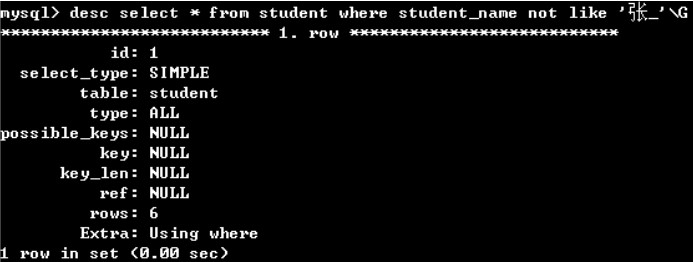 mysql> desc select * from student where student_name not like '张_'\G
*************************** 1. row ***************************
id: 1
select_type: SIMPLE
table: student
type: ALL
possible_keys: NULL
key: NULL
key_len: NULL
ref: NULL
rows: 6
Extra: Using where
1 row in set (0.00 sec)